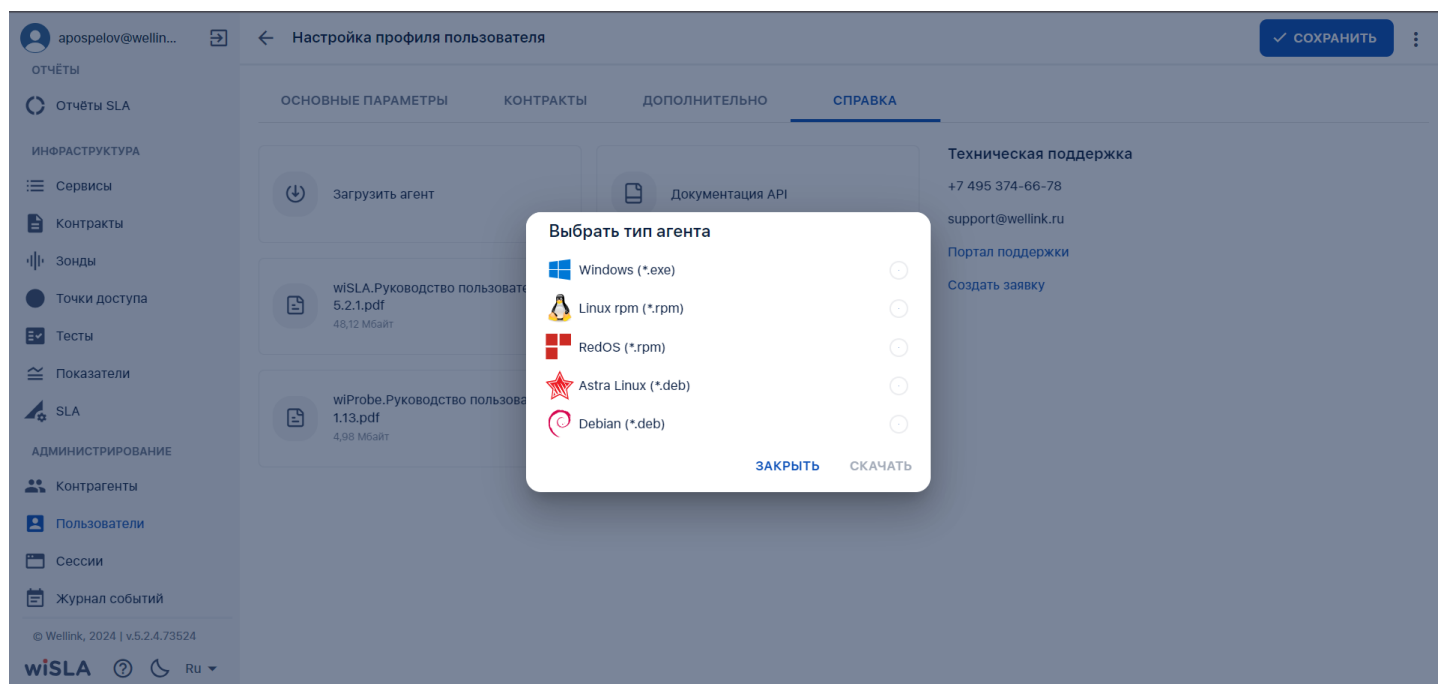 apospelov@wellin...
ОТЧЁТЫ
Отчёты SLA
ИНФРАСТРУКТУРА
Сервисы
Контракты
Зонды
Точки доступа
Тесты
Показатели
SLA
АДМИНИСТРИРОВАНИЕ
Контрагенты
Пользователи
Сессии
Журнал событий
© Wellink, 2024 | v.5.2.4.73524
wiSLA
Ru
Настройка профиля пользователя
СОХРАНИТЬ
ОСНОВНЫЕ ПАРАМЕТРЫ
КОНТРАКТЫ
ДОПОЛНИТЕЛЬНО
СПРАВКА
Загрузить агент
Документация API
wiSLA.Руководство
5.2.1.pdf
48,12 Мбайт
wiProbe.Руководство
1.13.pdf
4,98 Мбайт
Выбрать тип агента
Windows (*.exe)
Linux rpm (*.rpm)
RedOS (*.rpm)
Astra Linux (*.deb)
Debian (*.deb)
ЗАКРЫТЬ
СКАЧАТЬ
Техническая поддержка
+7 495 374-66-78
support@wellink.ru
Портал поддержки
Создать заявку